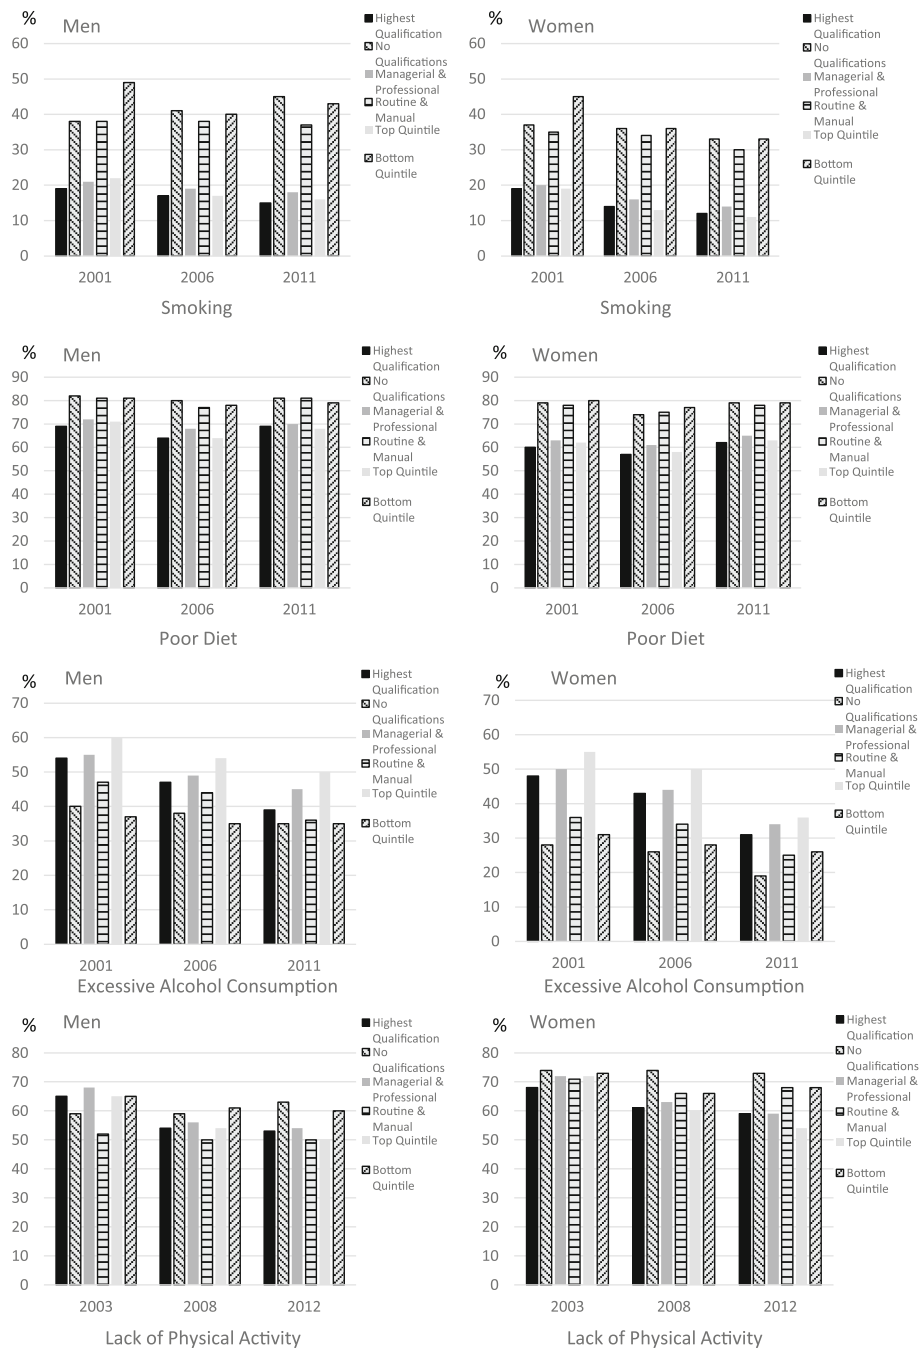 %
Men
60
50
40
30
20
10
0
2001
2006
2011
Smoking
Highest
Qualification
No
Qualifications
Managerial &
Professional
Routine &
Manual
Top Quintile
Bottom
Quintile
%
Women
60
50
40
30
20
10
0
2001
2006
2011
Smoking
Highest
Qualification
No
Qualifications
Managerial &
Professional
Routine &
Manual
Top Quintile
Bottom
Quintile
%
Men
90
80
70
60
50
40
30
20
10
0
2001
2006
2011
Poor Diet
Highest
Qualification
No
Qualifications
Managerial &
Professional
Routine &
Manual
Top Quintile
Bottom
Quintile
%
Women
90
80
70
60
50
40
30
20
10
0
2001
2006
2011
Poor Diet
Highest
Qualification
No
Qualifications
Managerial &
Professional
Routine &
Manual
Top Quintile
Bottom
Quintile
%
Men
70
60
50
40
30
20
10
0
2001
2006
2011
Excessive Alcohol Consumption
Highest
Qualification
No
Qualifications
Managerial &
Professional
Routine &
Manual
Top Quintile
Bottom
Quintile
%
Women
70
60
50
40
30
20
10
0
2001
2006
2011
Excessive Alcohol Consumption
Highest
Qualification
No
Qualifications
Managerial &
Professional
Routine &
Manual
Top Quintile
Bottom
Quintile
%
Men
80
70
60
50
40
30
20
10
0
2003
2008
2012
Lack of Physical Activity
Highest
Qualification
No
Qualifications
Managerial &
Professional
Routine &
Manual
Top Quintile
Bottom
Quintile
%
Women
80
70
60
50
40
30
20
10
0
2003
2008
2012
Lack of Physical Activity
Highest
Qualification
No
Qualifications
Managerial &
Professional
Routine &
Manual
Top Quintile
Bottom
Quintile